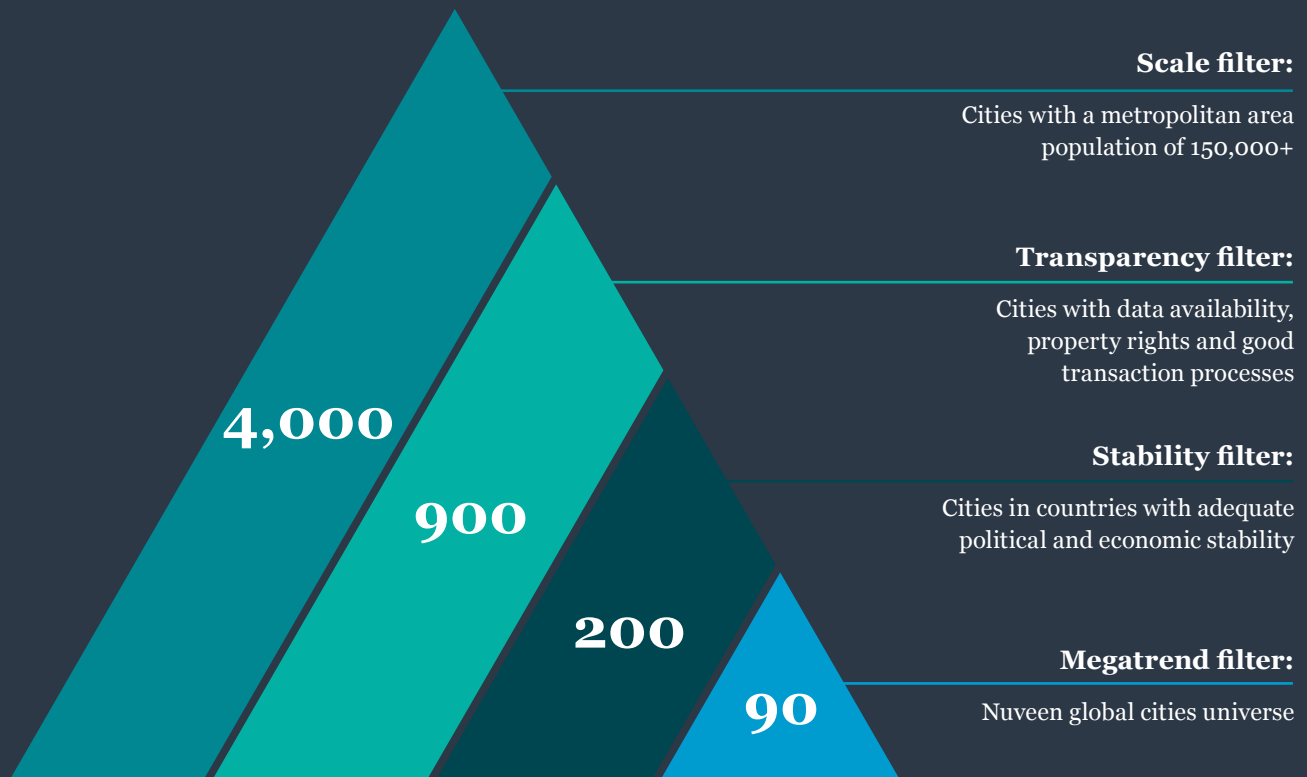 Scale filter:
Cities with a metropolitan area
population of 150,000+
Transparency filter:
Cities with data availability,
property rights and good
transaction processes
4,000
Stability filter:
900
Cities in countries with adequate
political and economic stability
200
Megatrend filter:
90
Nuveen global cities universe